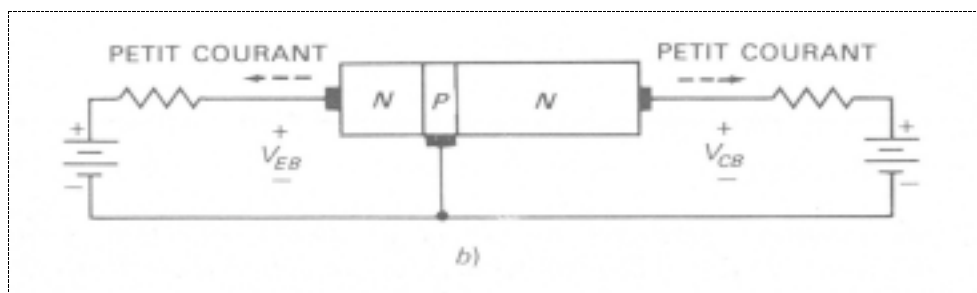 PETIT COURANT
PETIT COURANT
N P N
+ + + +
V_EB V_CB
– – – –
b)